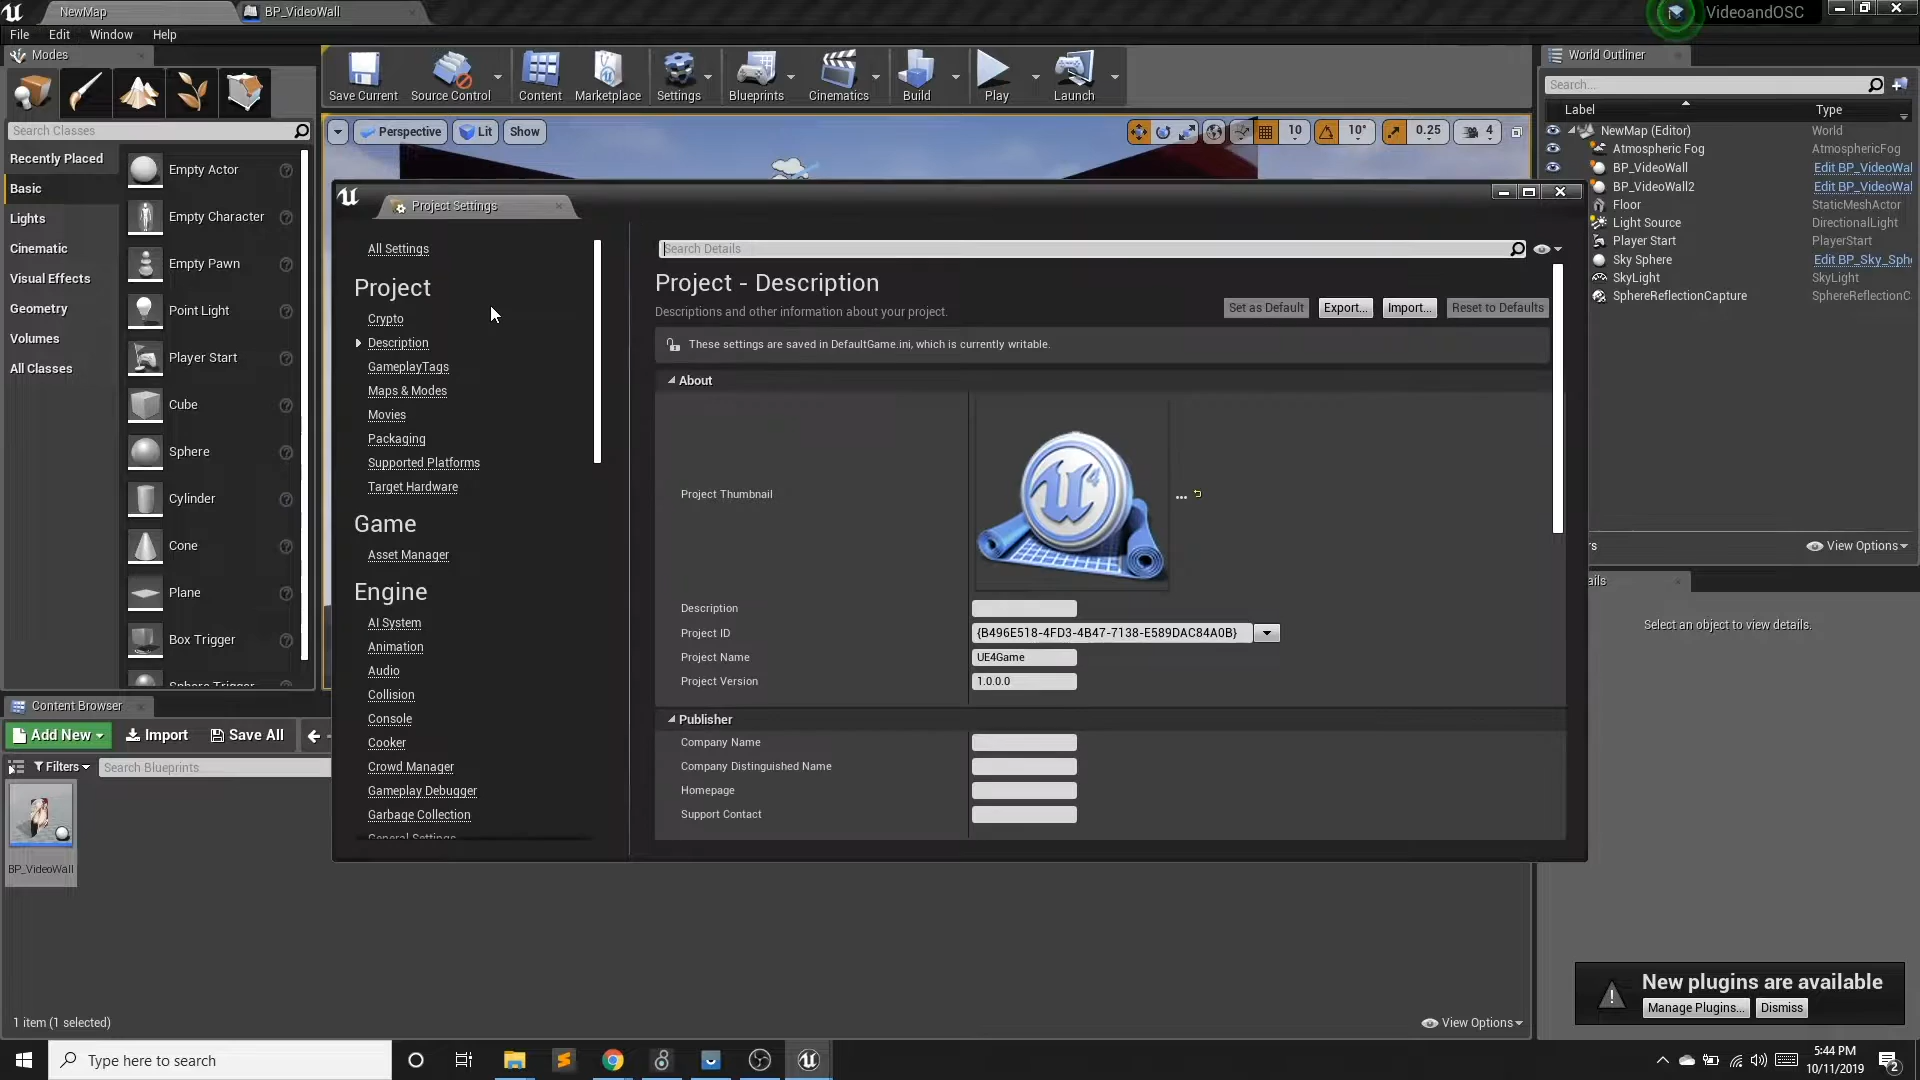 NewMap
BP_VideoWall
VideoandOSC
File Edit Window Help
Modes
Save Current
Source Control
Content
Marketplace
Settings
Blueprints
Cinematics
Build
Play
Launch
World Outliner
Search...
Label Type
Search Classes
Perspective Lit Show
10 10° 0.25 4
Recently Placed
Basic
Lights
Cinematic
Visual Effects
Geometry
Volumes
All Classes
Empty Actor
Empty Character
Empty Pawn
Point Light
Player Start
Cube
Sphere
Cylinder
Cone
Plane
Box Trigger
Sphere Trigger
NewMap (Editor) World
Atmospheric Fog AtmosphericFog
BP_VideoWall Edit BP_VideoWal
BP_VideoWall2 Edit BP_VideoWal
Floor StaticMeshActor
Light Source DirectionalLight
Player Start PlayerStart
Sky Sphere Edit BP_Sky_Sph
SkyLight SkyLight
SphereReflectionCapture SphereReflectionC
rs
View Options
ails
Select an object to view details.
Project Settings
All Settings
Project
Crypto
Description
GameplayTags
Maps & Modes
Movies
Packaging
Supported Platforms
Target Hardware
Game
Asset Manager
Engine
AI System
Animation
Audio
Collision
Console
Cooker
Crowd Manager
Gameplay Debugger
Garbage Collection
General Settings
Search Details
Project - Description
Descriptions and other information about your project.
Set as Default Export... Import... Reset to Defaults
These settings are saved in DefaultGame.ini, which is currently writable.
About
Project Thumbnail
...
Description
Project ID {B496E518-4FD3-4B47-7138-E589DAC84A0B}
Project Name UE4Game
Project Version 1.0.0.0
Publisher
Company Name
Company Distinguished Name
Homepage
Support Contact
Content Browser
Add New Import Save All
Filters Search Blueprints
BP_VideoWall
1 item (1 selected)
View Options
New plugins are available
Manage Plugins... Dismiss
Type here to search
5:44 PM
10/11/2019
2